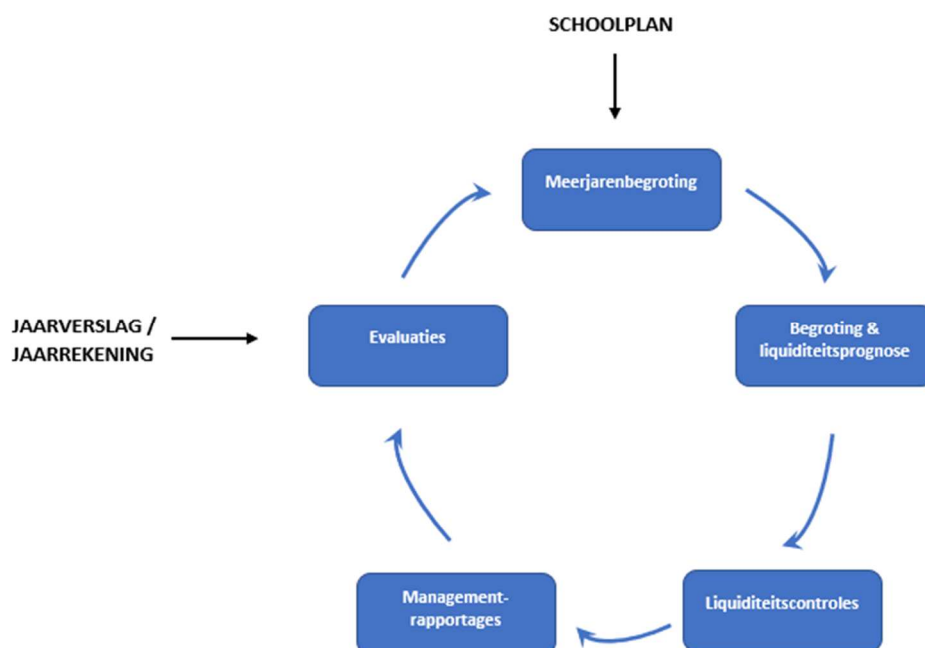 SCHOOLPLAN
Meerjarenbegroting
JAARVERSLAG /
JAARREKENING
Evaluaties
Begroting &
liquiditeitsprognose
Management-
rapportages
Liquiditeitscontroles